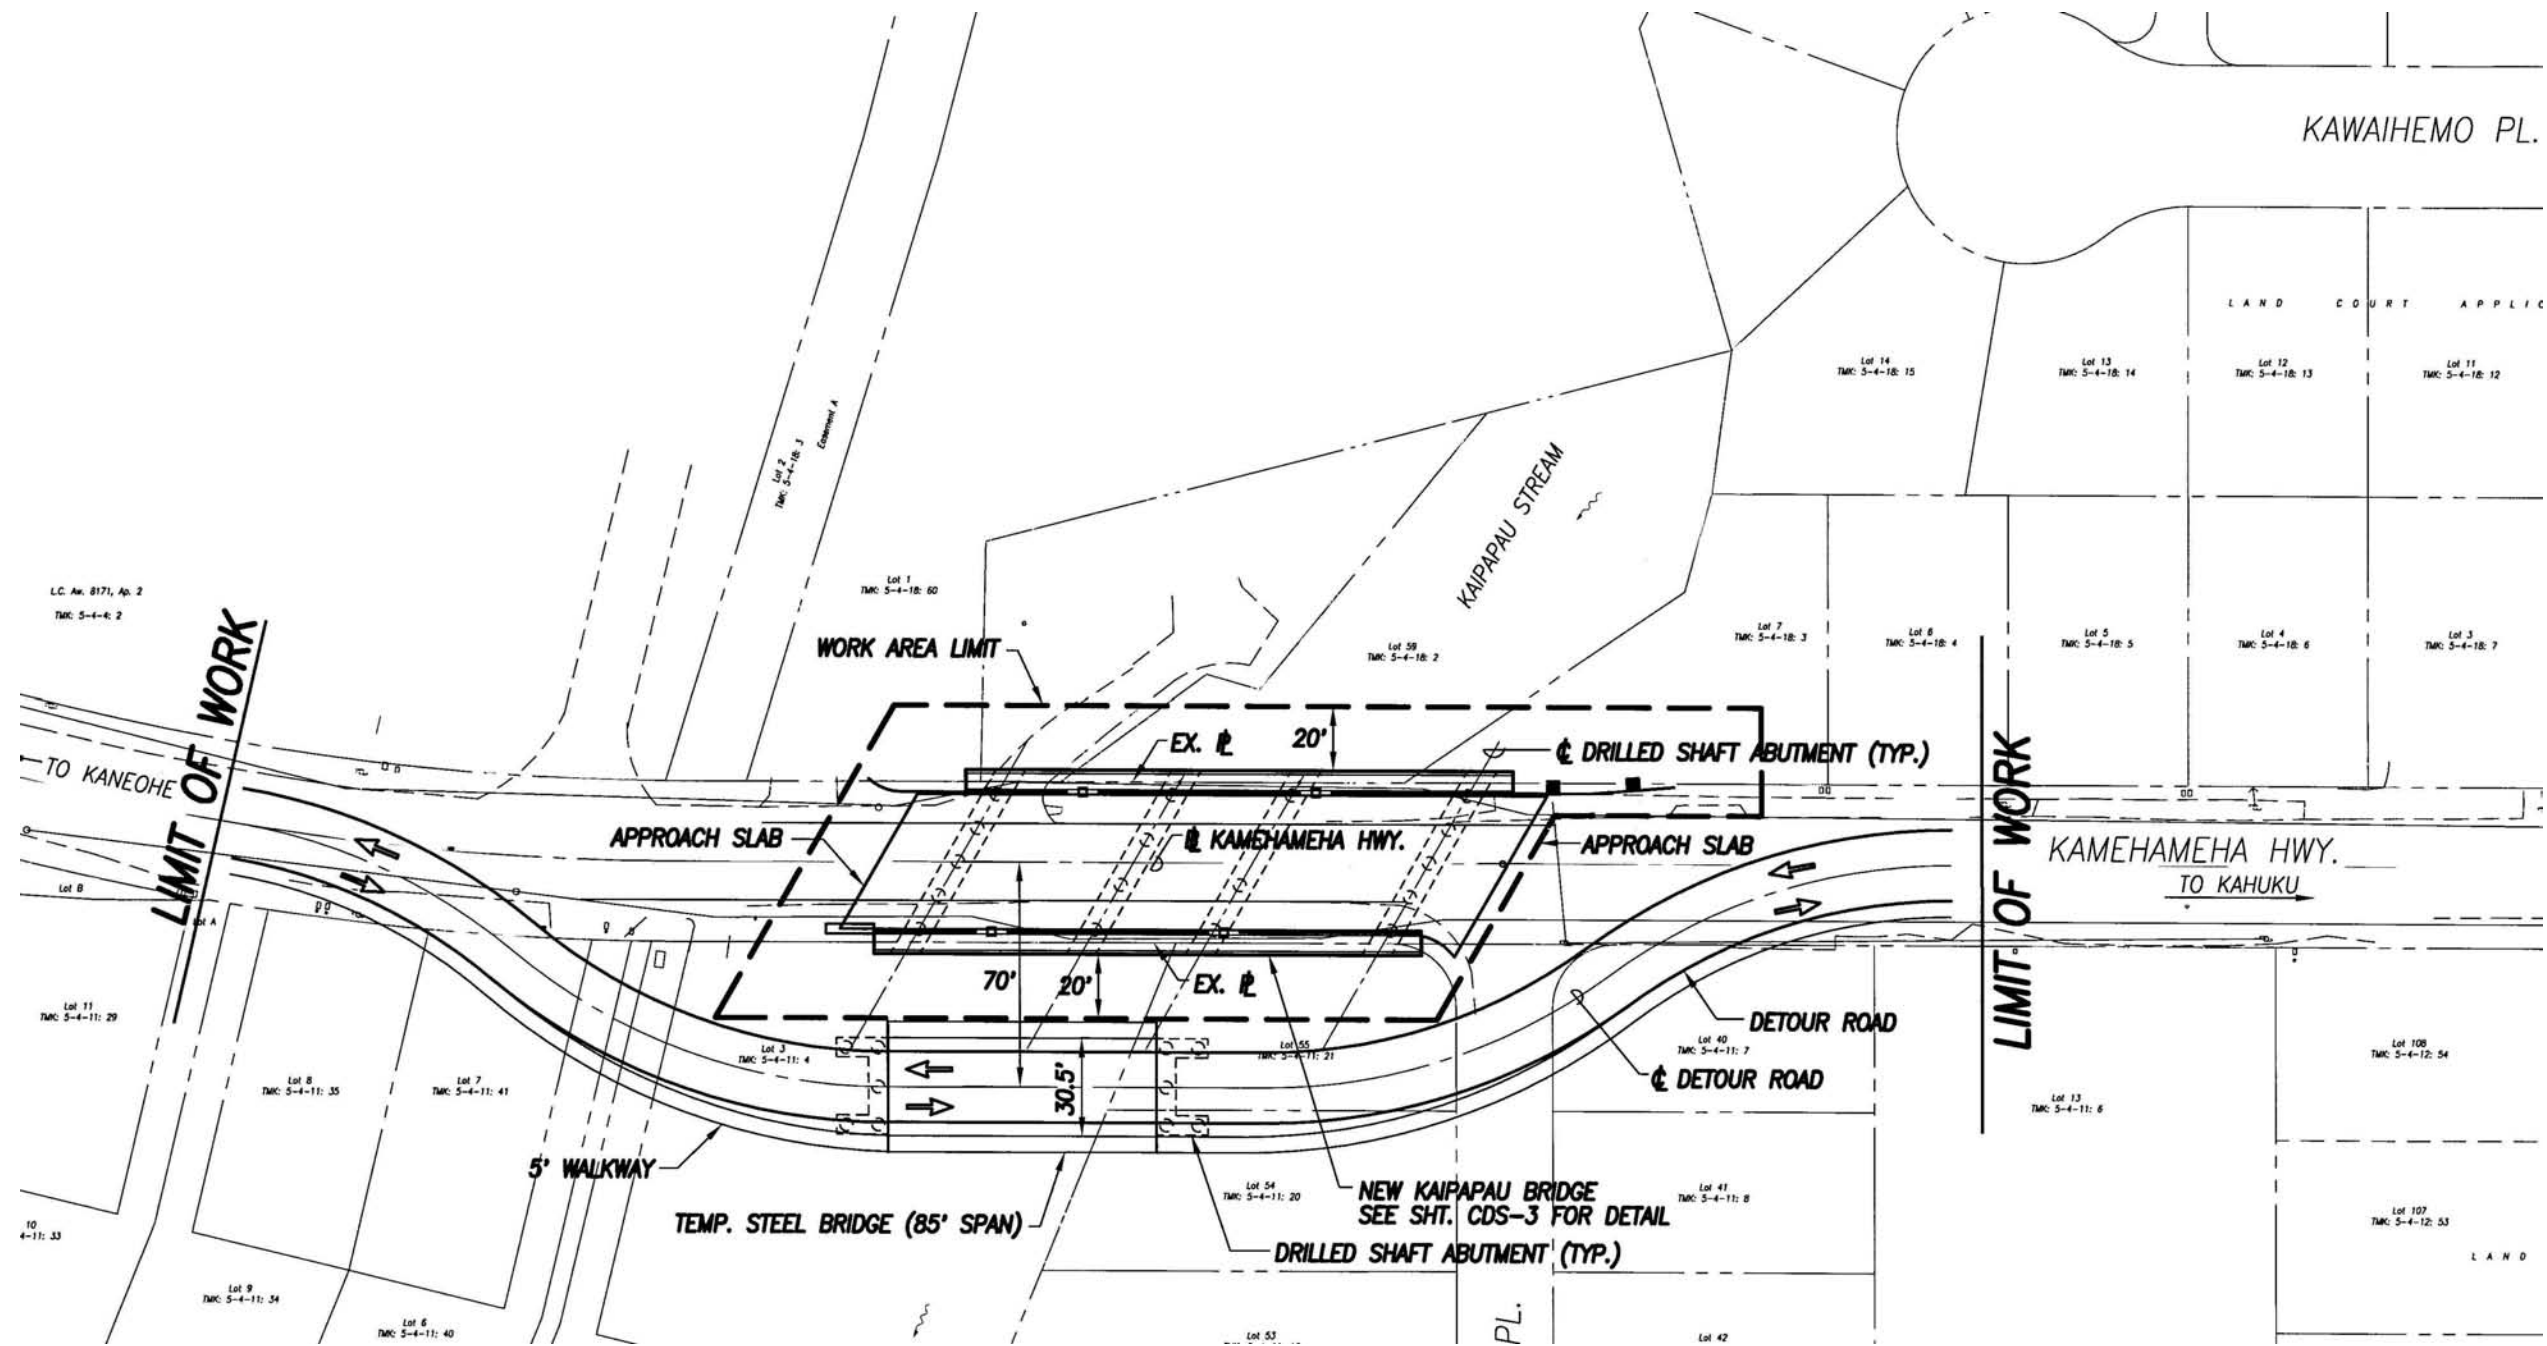 KAWAIHEMO PL.
LAND COURT APPLIC
Lot 14
TMK: 5-4-18: 15
Lot 13
TMK: 5-4-18: 14
Lot 12
TMK: 5-4-18: 13
Lot 11
TMK: 5-4-18: 12
Lot 2
TMK: 5-4-18: 3
Easement A
KAIPAPAU STREAM
L.C. Aw. 8171, Ap. 2
TMK: 5-4-4: 2
Lot 1
TMK: 5-4-18: 60
LIMIT OF WORK
WORK AREA LIMIT
Lot 59
TMK: 5-4-18: 2
Lot 7
TMK: 5-4-18: 3
Lot 6
TMK: 5-4-18: 4
Lot 5
TMK: 5-4-18: 5
Lot 4
TMK: 5-4-18: 6
Lot 3
TMK: 5-4-18: 7
TO KANEOHE
EX. ⅊
20'
℄ DRILLED SHAFT ABUTMENT (TYP.)
LIMIT OF WORK
APPROACH SLAB
KAMEHAMEHA HWY.
APPROACH SLAB
KAMEHAMEHA HWY.
TO KAHUKU
Lot B
Lot A
70'
20'
EX. ⅊
Lot 11
TMK: 5-4-11: 29
DETOUR ROAD
Lot 3
TMK: 5-4-11: 4
Lot 55
TMK: 5-4-11: 21
Lot 40
TMK: 5-4-11: 7
Lot 108
TMK: 5-4-12: 54
Lot 8
TMK: 5-4-11: 35
Lot 7
TMK: 5-4-11: 41
30.5'
℄ DETOUR ROAD
Lot 13
TMK: 5-4-11: 6
5' WALKWAY
Lot 54
TMK: 5-4-11: 20
NEW KAIPAPAU BRIDGE
SEE SHT. CDS-3 FOR DETAIL
Lot 41
TMK: 5-4-11: 8
Lot 107
TMK: 5-4-12: 53
TEMP. STEEL BRIDGE (85' SPAN)
10
4-11: 33
DRILLED SHAFT ABUTMENT (TYP.)
LAND
Lot 9
TMK: 5-4-11: 34
Lot 6
TMK: 5-4-11: 40
PL.
Lot 53
Lot 42